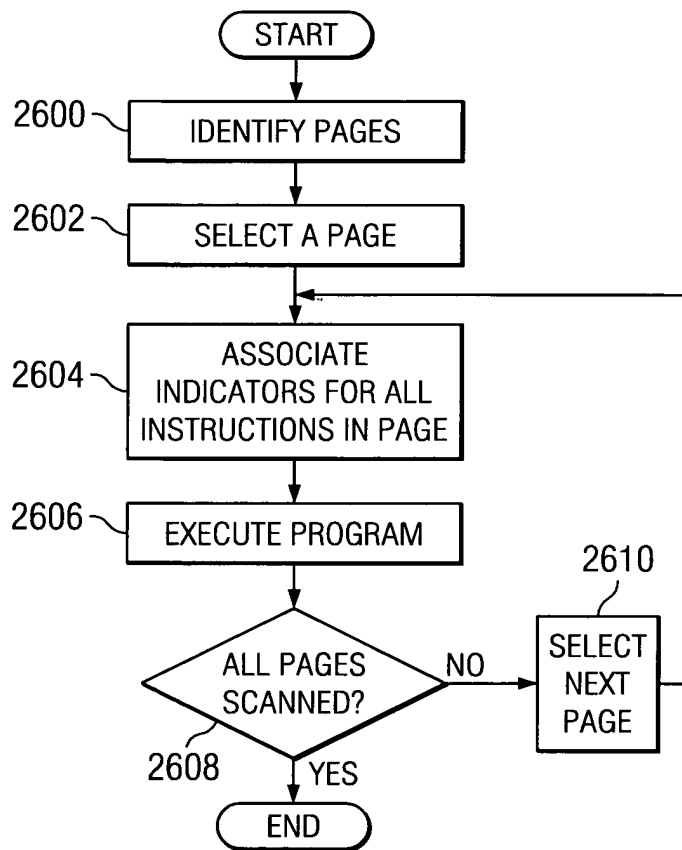 START
2600
IDENTIFY PAGES
2602
SELECT A PAGE
2604
ASSOCIATE
INDICATORS FOR ALL
INSTRUCTIONS IN PAGE
2606
EXECUTE PROGRAM
2610
ALL PAGES
SCANNED?
NO
SELECT
NEXT
PAGE
2608
YES
END